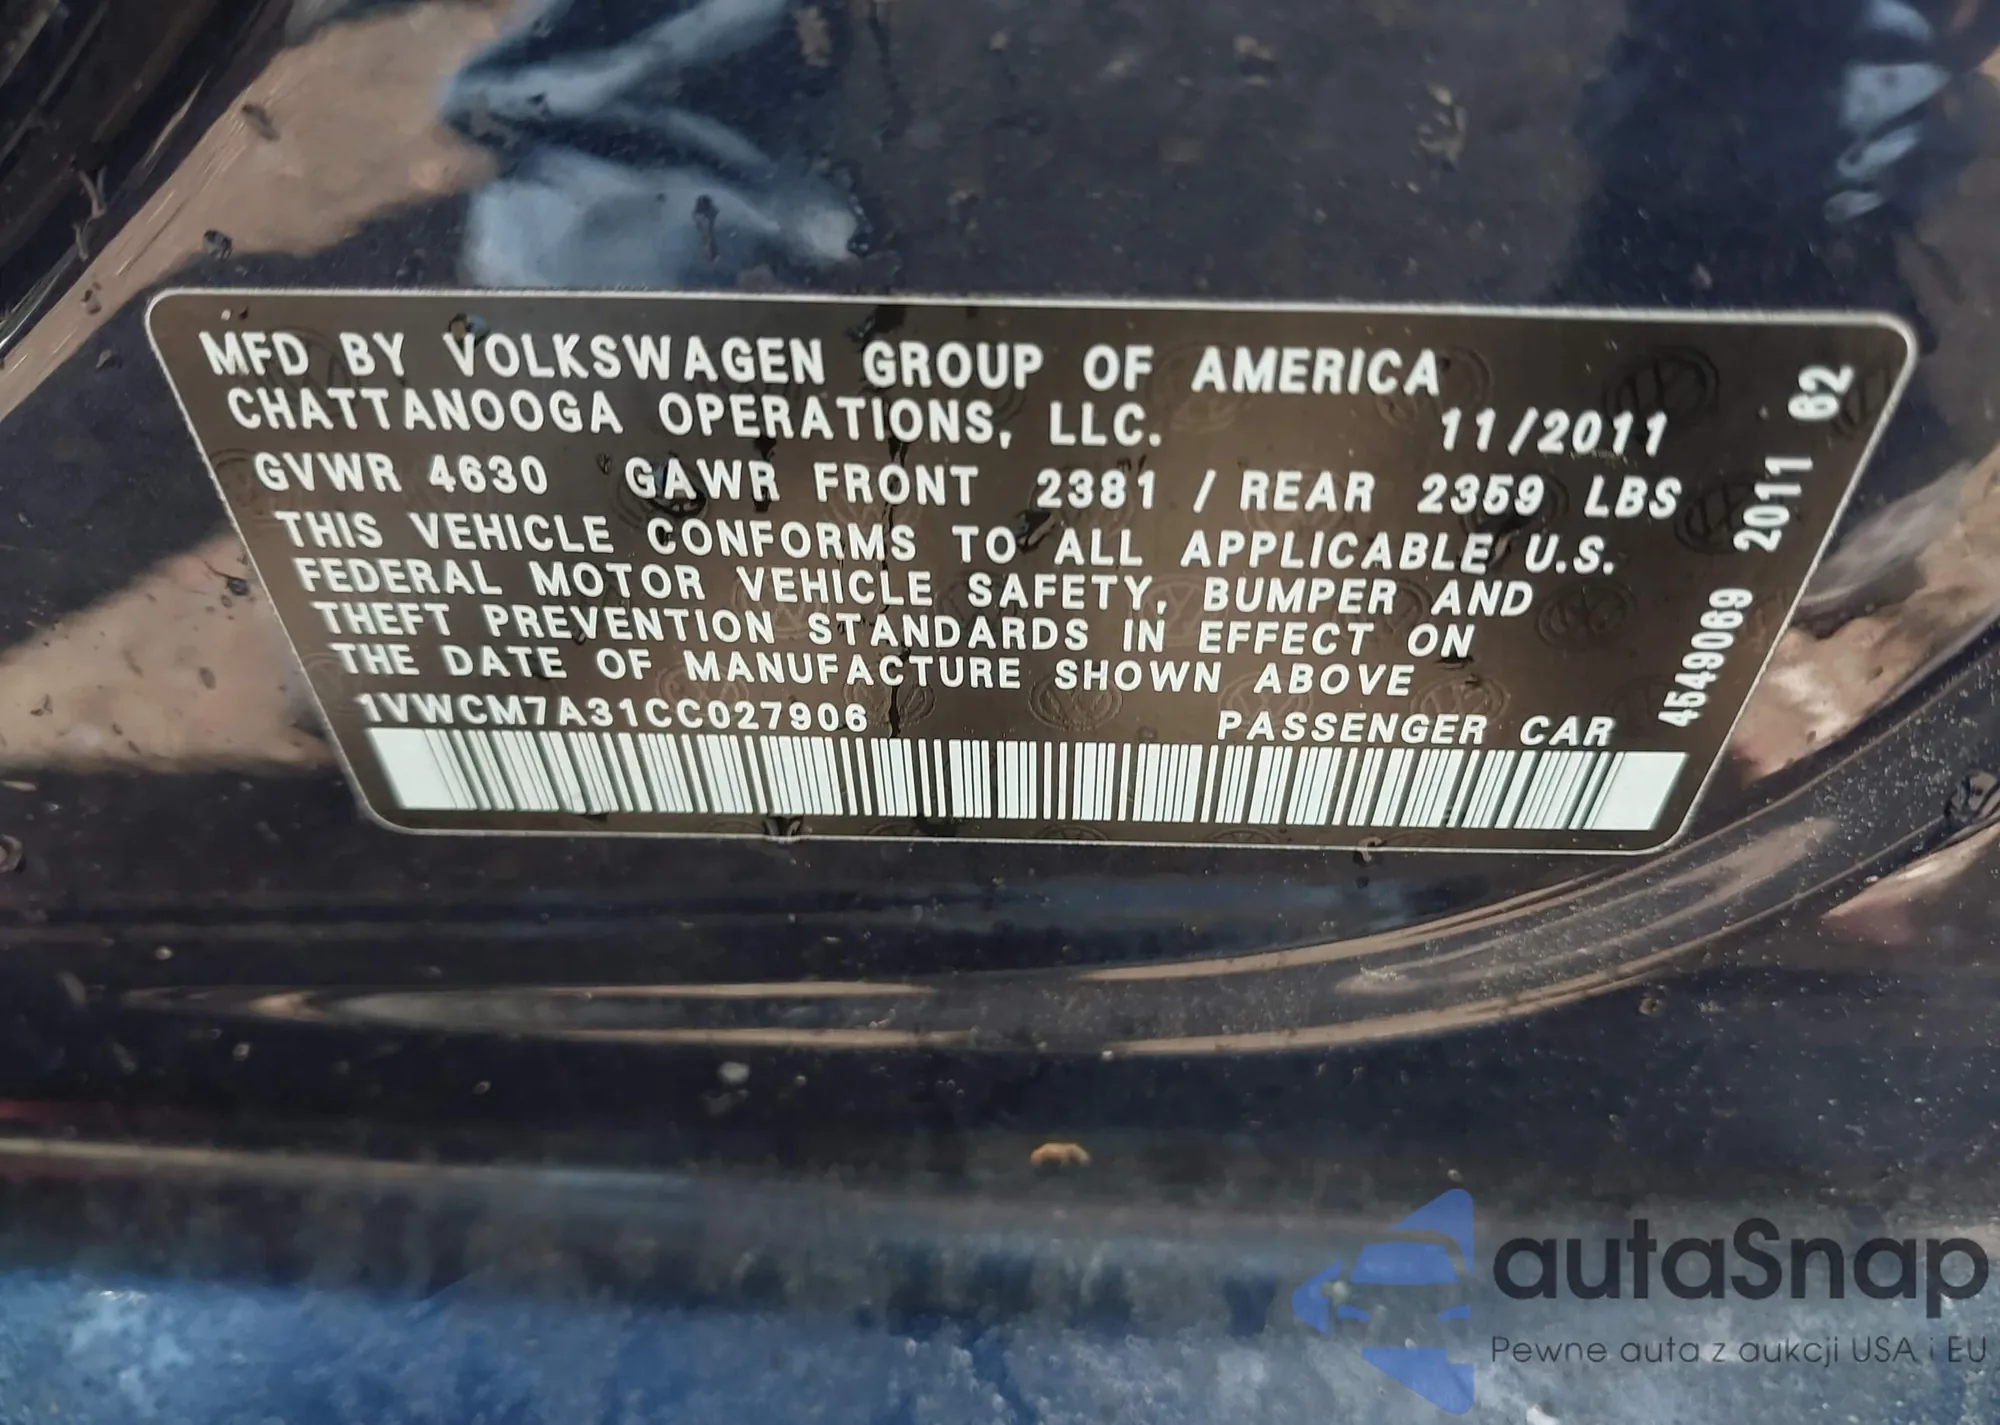 MFD BY VOLKSWAGEN GROUP OF AMERICA
CHATTANOOGA OPERATIONS, LLC. 11/2011
GVWR 4630 GAWR FRONT 2381 / REAR 2359 LBS
THIS VEHICLE CONFORMS TO ALL APPLICABLE U.S.
FEDERAL MOTOR VEHICLE SAFETY, BUMPER AND
THEFT PREVENTION STANDARDS IN EFFECT ON
THE DATE OF MANUFACTURE SHOWN ABOVE
1VWCM7A31CC027906 PASSENGER CAR
4549069 2011 62
autaSnap
Pewne auta z aukcji USA i EU